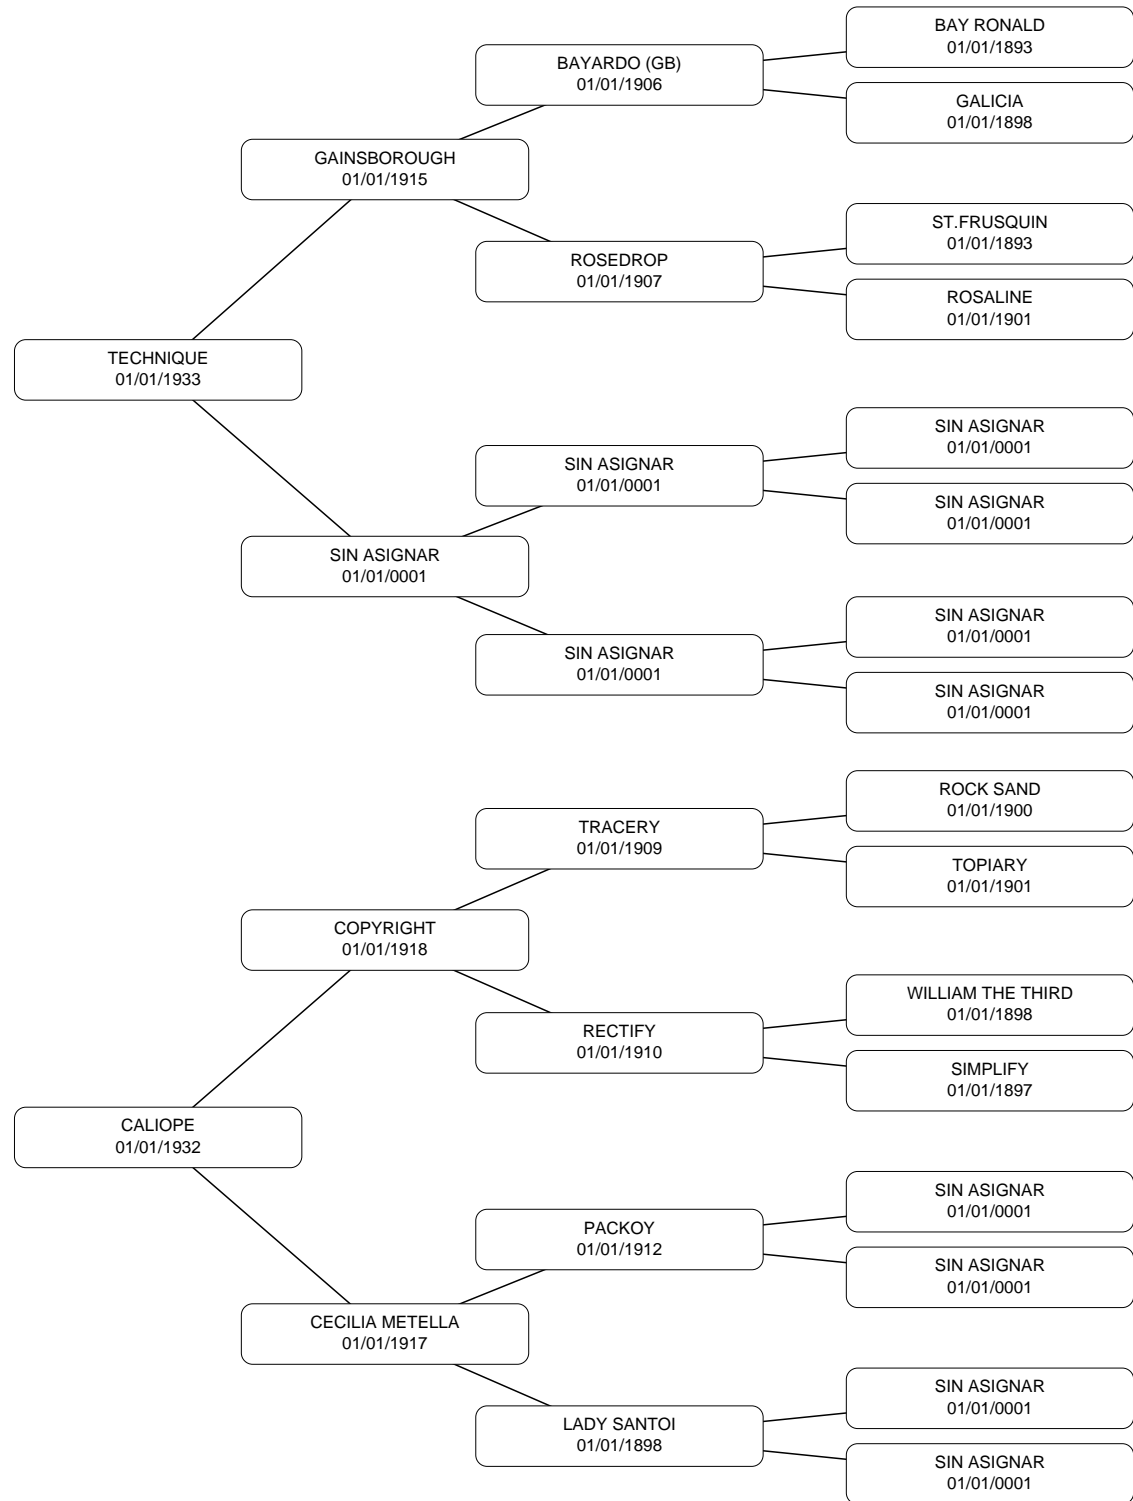 BAY RONALD
01/01/1893
BAYARDO (GB)
01/01/1906
GALICIA
01/01/1898
GAINSBOROUGH
01/01/1915
ST.FRUSQUIN
01/01/1893
ROSEDROP
01/01/1907
ROSALINE
01/01/1901
TECHNIQUE
01/01/1933
SIN ASIGNAR
01/01/0001
SIN ASIGNAR
01/01/0001
SIN ASIGNAR
01/01/0001
SIN ASIGNAR
01/01/0001
SIN ASIGNAR
01/01/0001
SIN ASIGNAR
01/01/0001
SIN ASIGNAR
01/01/0001
ROCK SAND
01/01/1900
TRACERY
01/01/1909
TOPIARY
01/01/1901
COPYRIGHT
01/01/1918
WILLIAM THE THIRD
01/01/1898
RECTIFY
01/01/1910
SIMPLIFY
01/01/1897
CALIOPE
01/01/1932
SIN ASIGNAR
01/01/0001
PACKOY
01/01/1912
SIN ASIGNAR
01/01/0001
CECILIA METELLA
01/01/1917
SIN ASIGNAR
01/01/0001
LADY SANTOI
01/01/1898
SIN ASIGNAR
01/01/0001